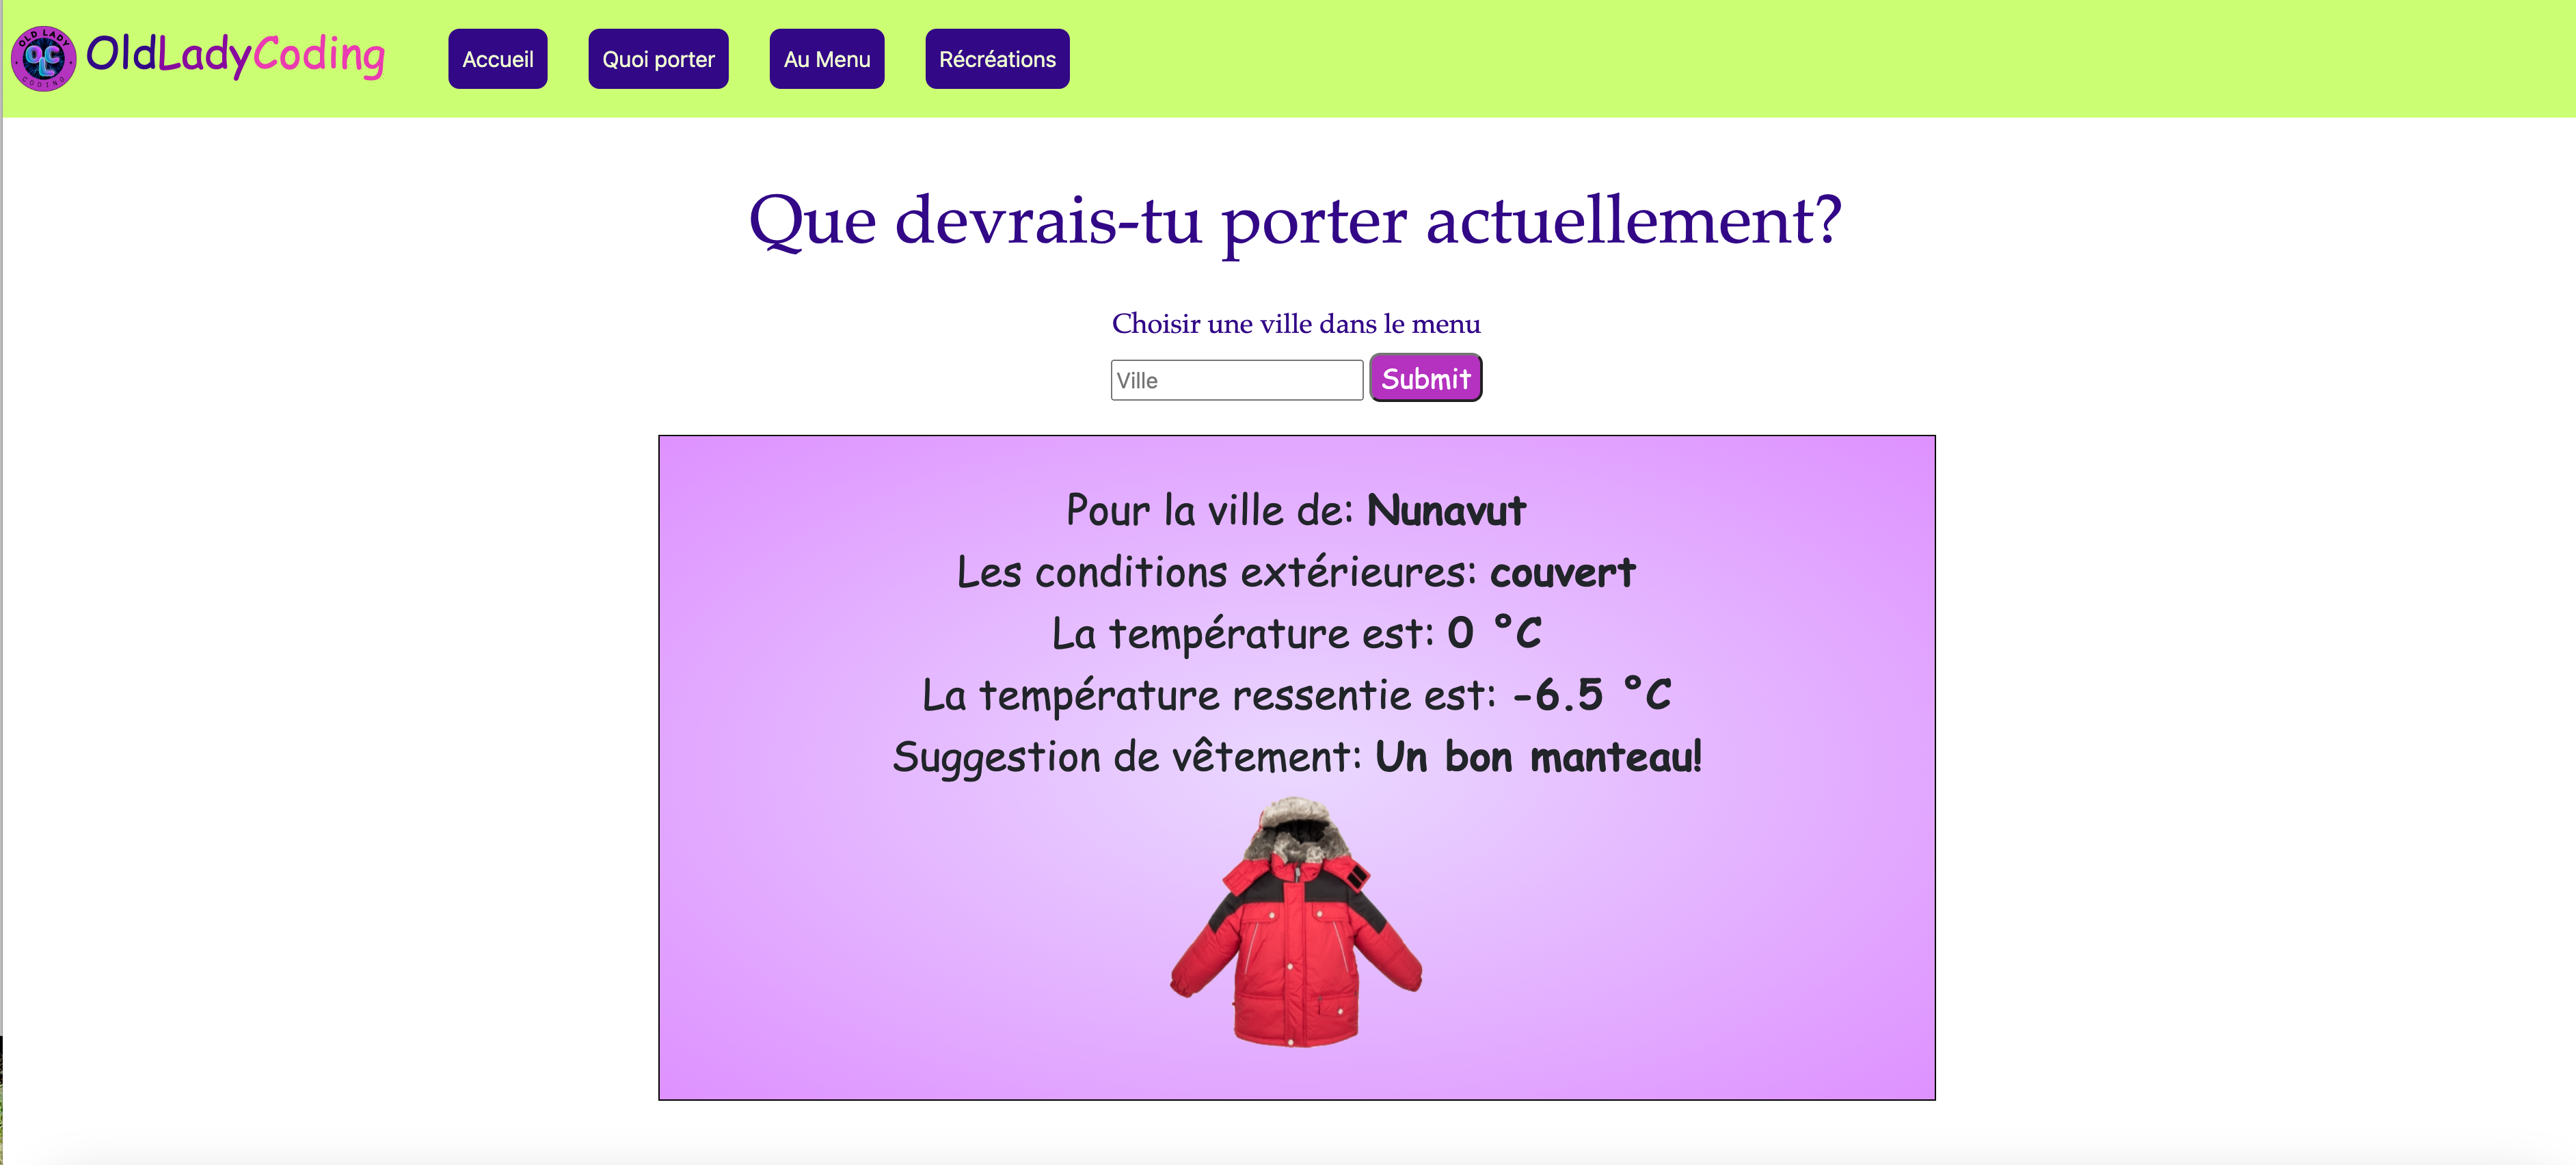 OLD LADY
OLC
CODING
OldLadyCoding
Accueil
Quoi porter
Au Menu
Récréations
Que devrais-tu porter actuellement?
Choisir une ville dans le menu
Ville
Submit
Pour la ville de: Nunavut
Les conditions extérieures: couvert
La température est: 0 °C
La température ressentie est: -6.5 °C
Suggestion de vêtement: Un bon manteau!